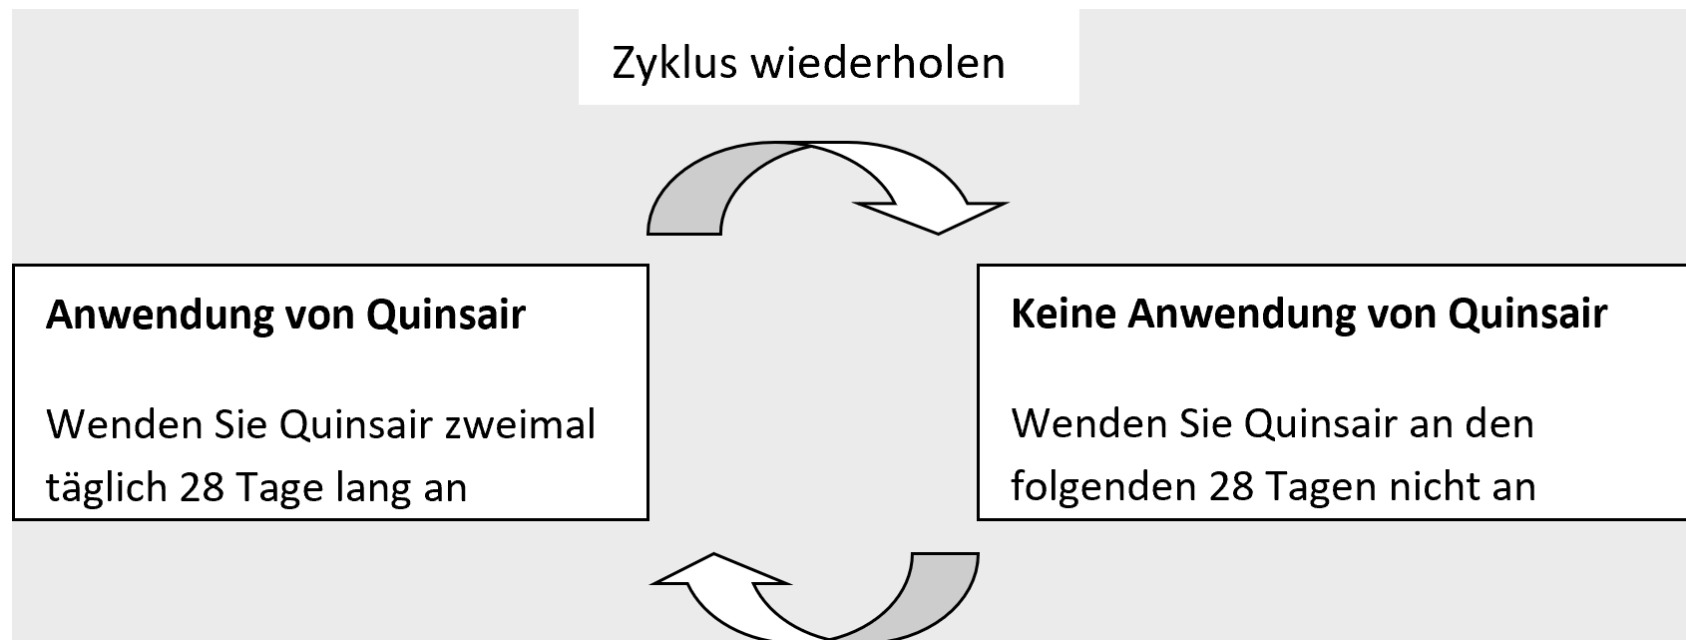 Zyklus wiederholen
Anwendung von Quinsair
Wenden Sie Quinsair zweimal
täglich 28 Tage lang an
Keine Anwendung von Quinsair
Wenden Sie Quinsair an den
folgenden 28 Tagen nicht an